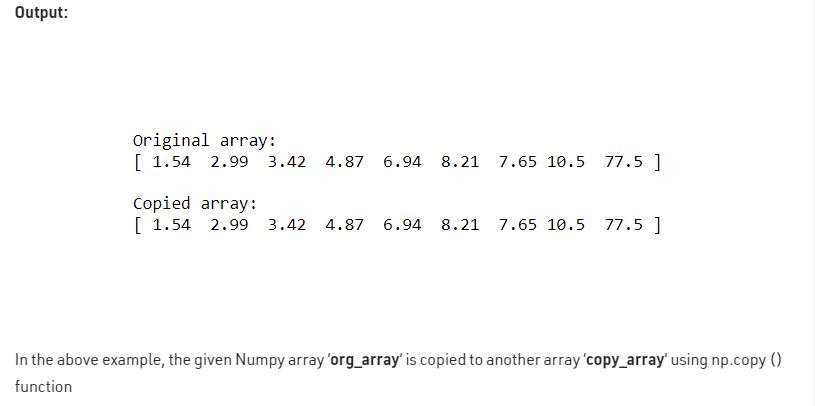 Output:
Original array:
[ 1.54  2.99  3.42  4.87  6.94  8.21  7.65 10.5  77.5 ]
Copied array:
[ 1.54  2.99  3.42  4.87  6.94  8.21  7.65 10.5  77.5 ]
In the above example, the given Numpy array 'org_array' is copied to another array 'copy_array' using np.copy ()
function